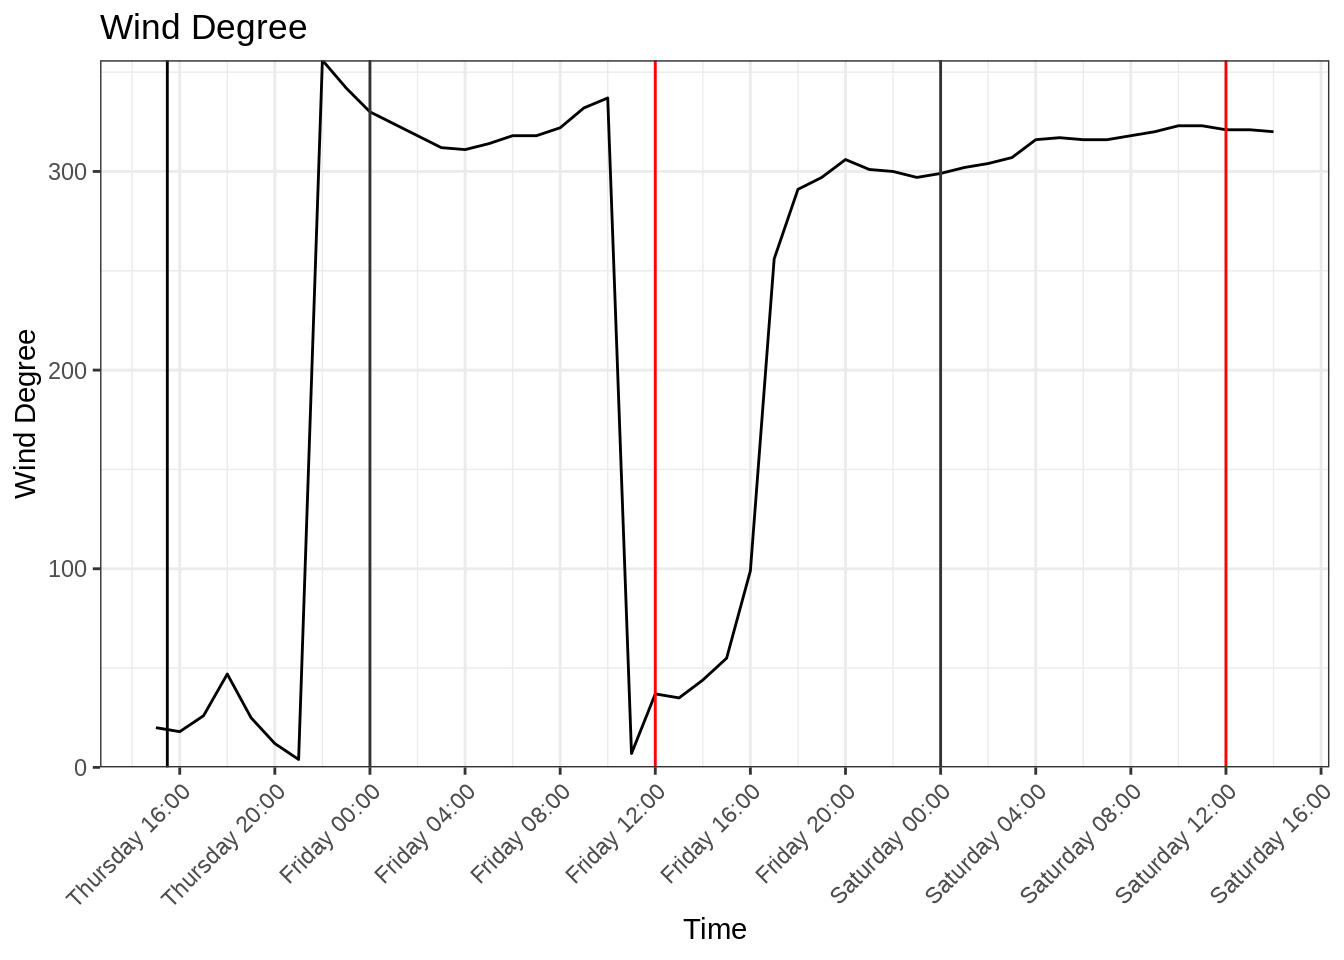 Wind Degree
Wind Degree
300
200
100
0
Thursday 16:00
Thursday 20:00
Friday 00:00
Friday 04:00
Friday 08:00
Friday 12:00
Friday 16:00
Friday 20:00
Saturday 00:00
Saturday 04:00
Saturday 08:00
Saturday 12:00
Saturday 16:00
Time